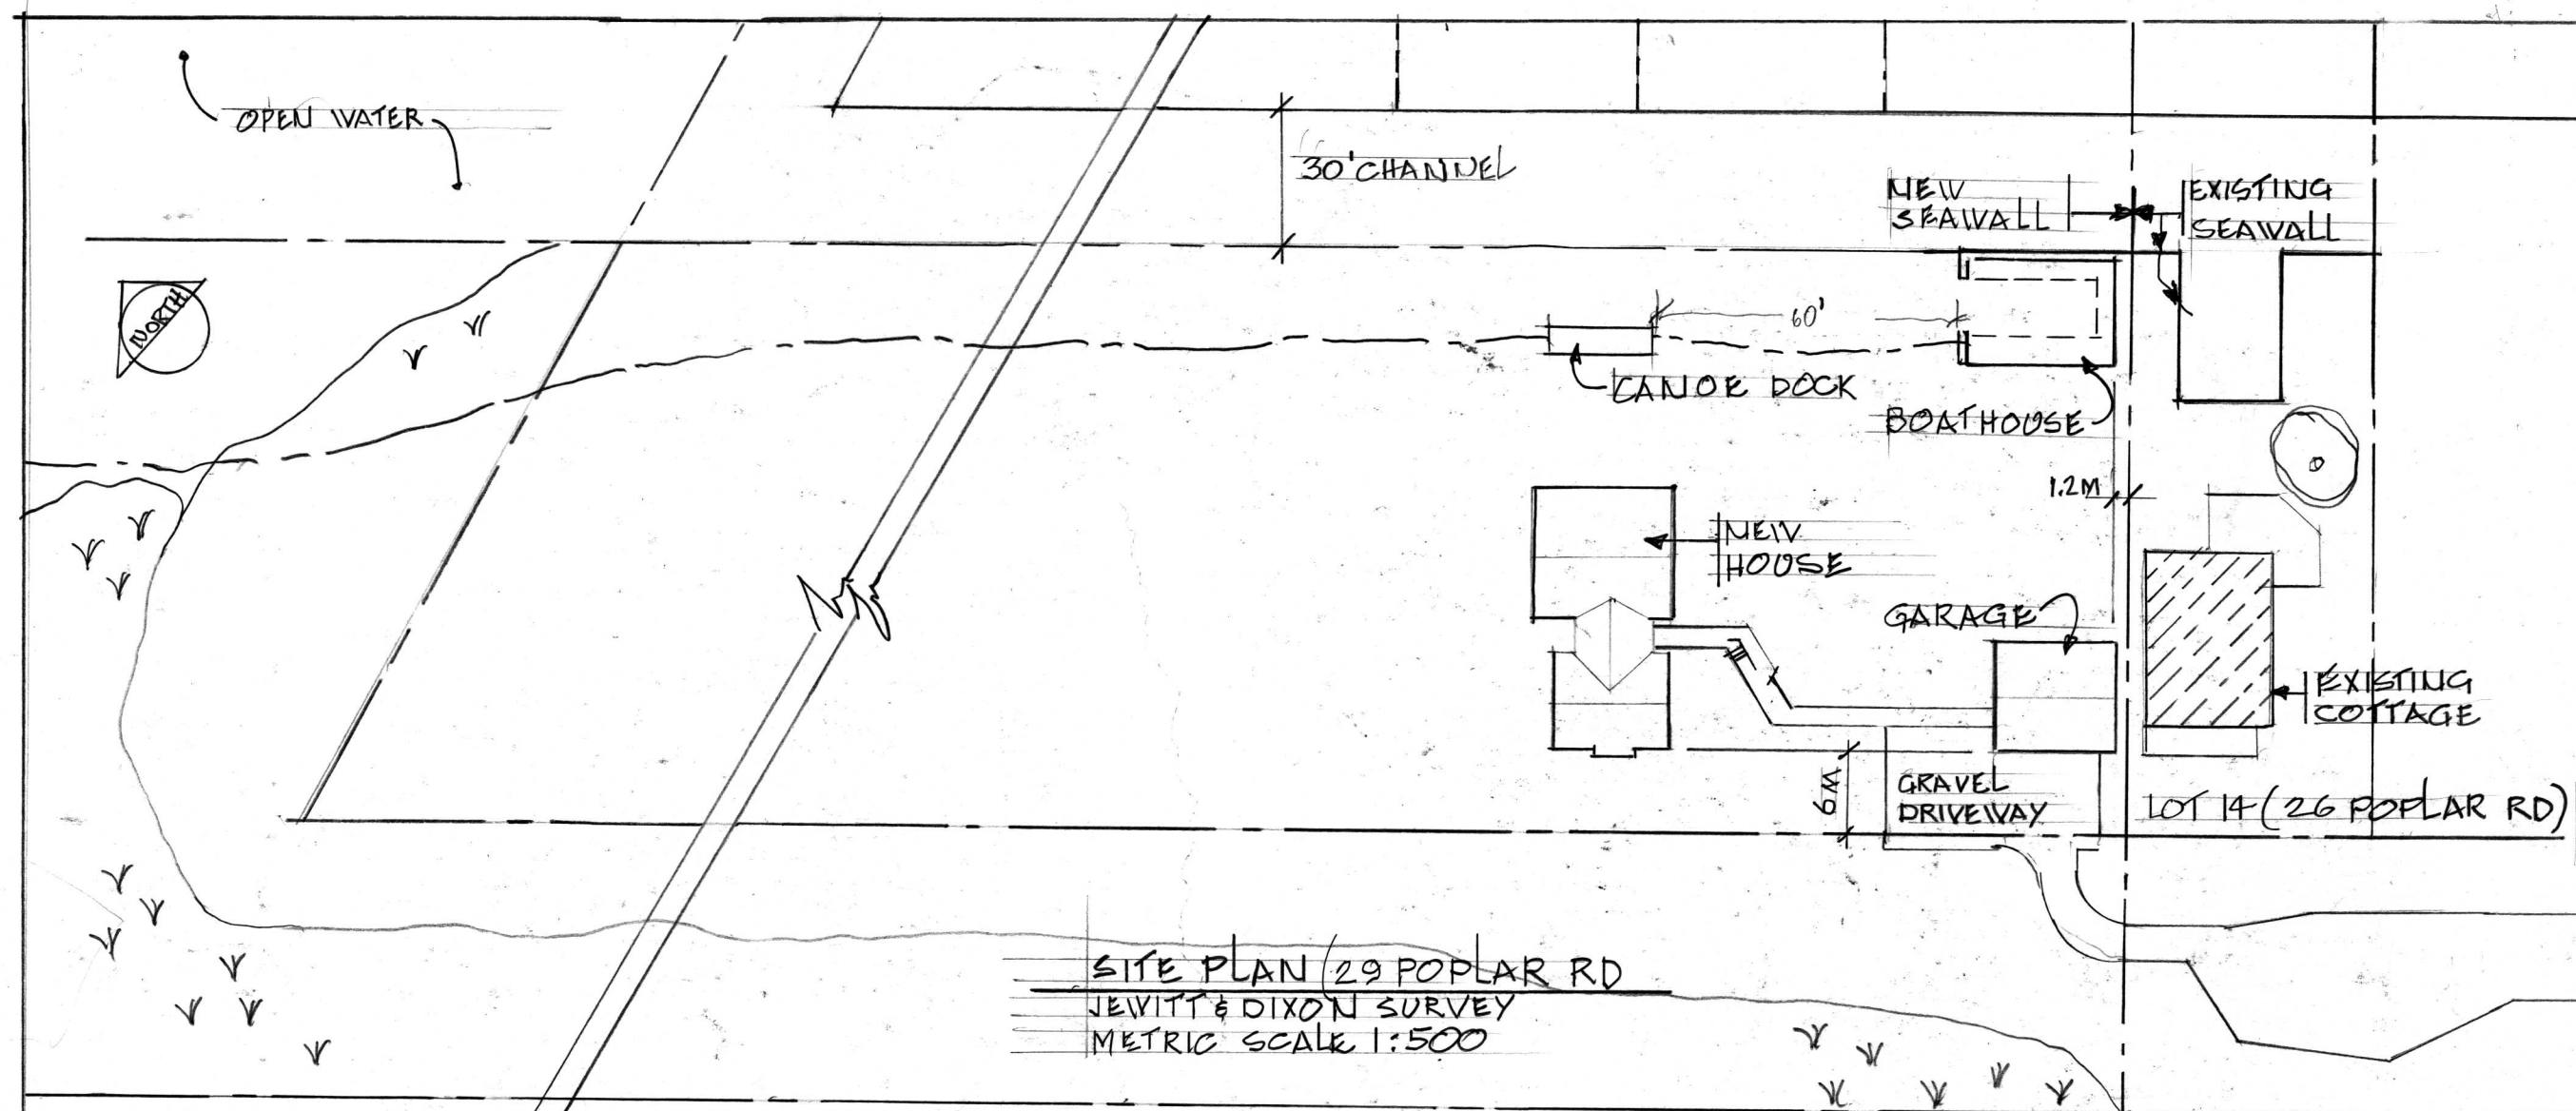 OPEN WATER
30' CHANNEL
NEW
SEAWALL
EXISTING
SEAWALL
NORTH
60'
CANOE DOCK
BOATHOUSE
1.2M
NEW
HOUSE
GARAGE
EXISTING
COTTAGE
6M
GRAVEL
DRIVEWAY
LOT 14 (26 POPLAR RD)
SITE PLAN (29 POPLAR RD
JEWITT & DIXON SURVEY
METRIC SCALE 1:500